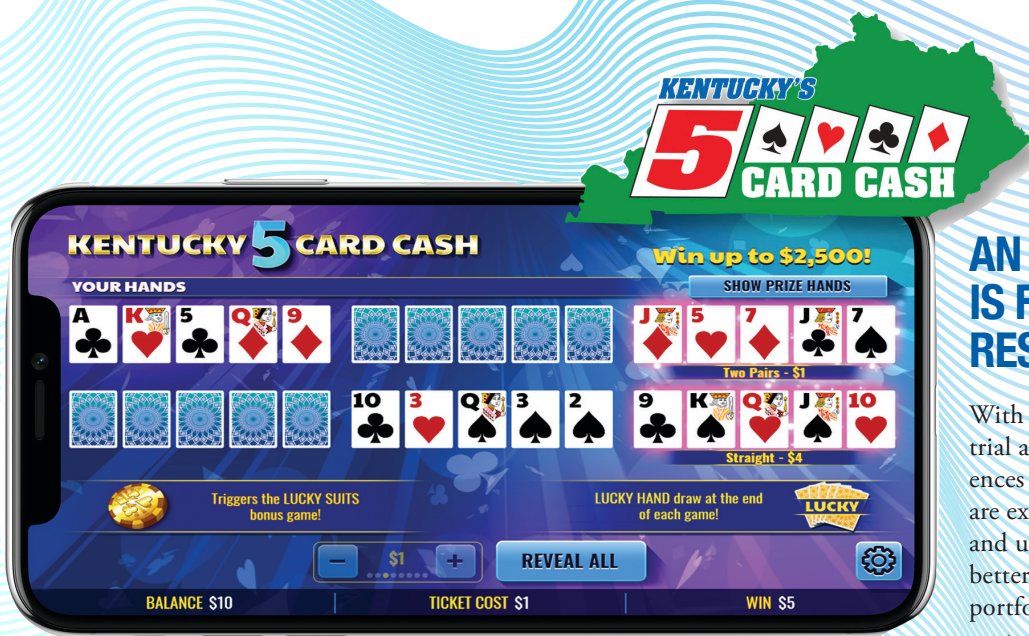 KENTUCKY'S
5
CARD CASH
KENTUCKY 5 CARD CASH
Win up to $2,500!
YOUR HANDS
SHOW PRIZE HANDS
A K 5 Q 9
J 5 7 J 7
Two Pairs - $1
10 3 Q 3 2
9 K Q J 10
Straight - $4
Triggers the LUCKY SUITS
bonus game!
LUCKY HAND draw at the end
of each game!
LUCKY
− $1 +
REVEAL ALL
BALANCE $10
TICKET COST $1
WIN $5
AN
IS
RES
With
trial a
ences
are ex
and u
better
portfo